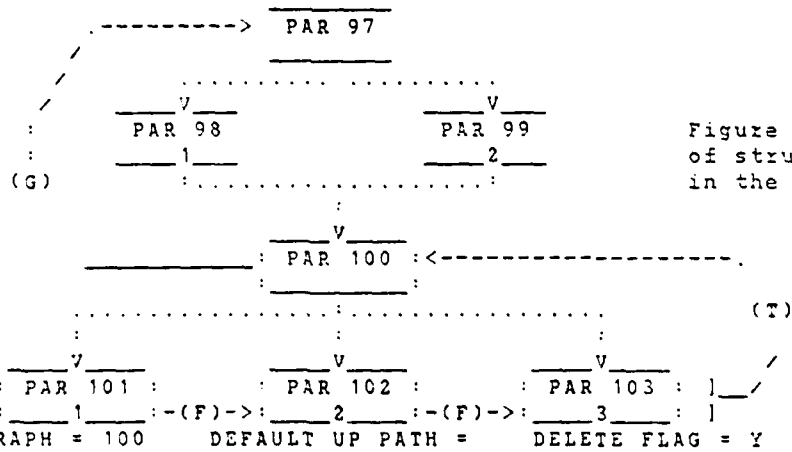 PAR 97
PAR 98 PAR 99
1 2
Figure
of stru
in the
(G)
PAR 100
(T)
PAR 101 PAR 102 PAR 103
1 -(F)-> 2 -(F)-> 3
RAPH = 100 DEFAULT UP PATH = DELETE FLAG = Y